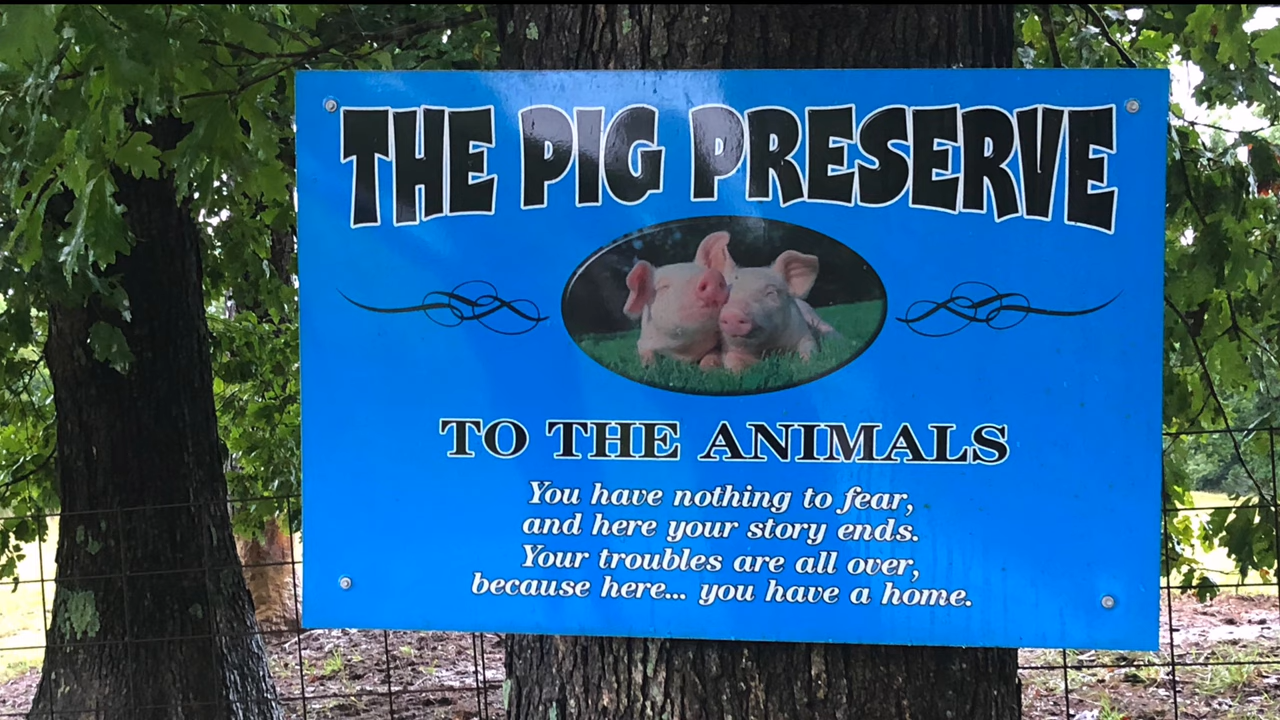 THE PIG PRESERVE
TO THE ANIMALS
You have nothing to fear,
and here your story ends.
Your troubles are all over,
because here... you have a home.